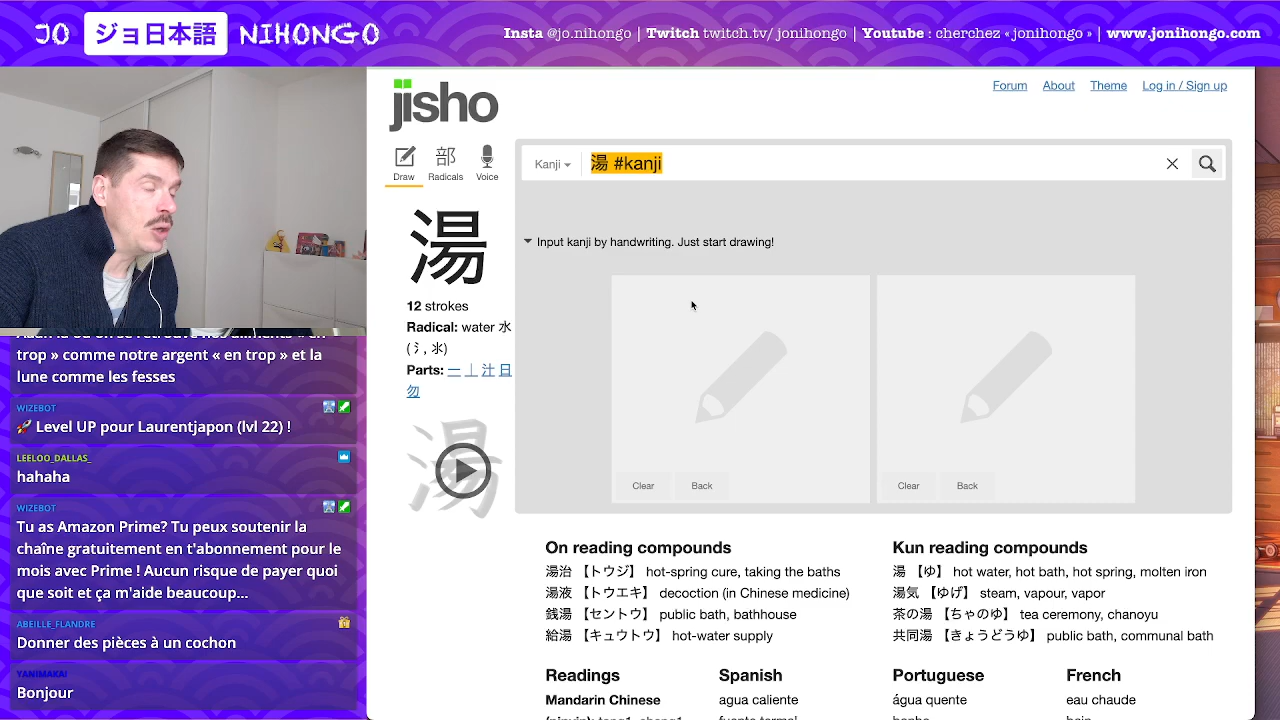 JO ジョ日本語 NIHONGO
Insta @jo.nihongo | Twitch twitch.tv/jonihongo | Youtube : cherchez « jonihongo » | www.jonihongo.com
jisho
Forum About Theme Log in / Sign up
部
Draw Radicals Voice
Kanji 湯 #kanji
Input kanji by handwriting. Just start drawing!
Clear Back
Clear Back
湯
12 strokes
Radical: water 水
(氵, 氺)
Parts: 一 ｜ 汁 日
勿
湯
On reading compounds
湯治 【トウジ】 hot-spring cure, taking the baths
湯液 【トウエキ】 decoction (in Chinese medicine)
銭湯 【セントウ】 public bath, bathhouse
給湯 【キュウトウ】 hot-water supply
Kun reading compounds
湯 【ゆ】 hot water, hot bath, hot spring, molten iron
湯気 【ゆげ】 steam, vapour, vapor
茶の湯 【ちゃのゆ】 tea ceremony, chanoyu
共同湯 【きょうどうゆ】 public bath, communal bath
Readings
Mandarin Chinese
Spanish
agua caliente
Portuguese
água quente
French
eau chaude
trop » comme notre argent « en trop » et la
lune comme les fesses
WIZEBOT
🚀 Level UP pour Laurentjapon (lvl 22) !
LEELOO_DALLAS_
hahaha
WIZEBOT
Tu as Amazon Prime? Tu peux soutenir la
chaîne gratuitement en t'abonnement pour le
mois avec Prime ! Aucun risque de payer quoi
que soit et ça m'aide beaucoup...
ABEILLE_FLANDRE
Donner des pièces à un cochon
YANIMAKAI
Bonjour